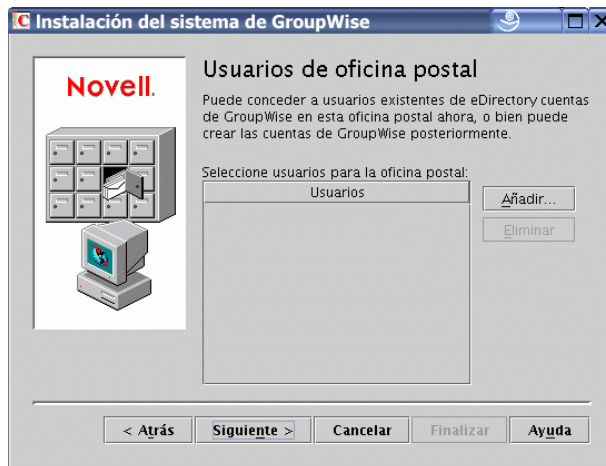 Instalación del sistema de GroupWise
Novell.
Usuarios de oficina postal
Puede conceder a usuarios existentes de eDirectory cuentas
de GroupWise en esta oficina postal ahora, o bien puede
crear las cuentas de GroupWise posteriormente.
Seleccione usuarios para la oficina postal:
Usuarios
Añadir...
Eliminar
< Atrás
Siguiente >
Cancelar
Finalizar
Ayuda